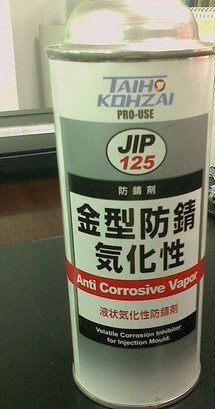 TAIHO
KOHZAI
PRO-USE
JIP
125
防錆剤
金型防錆
気化性
Anti Corrosive Vapor
液状気化性防錆剤
Volatile Corrosion Inhibitor
for Injection Mould.